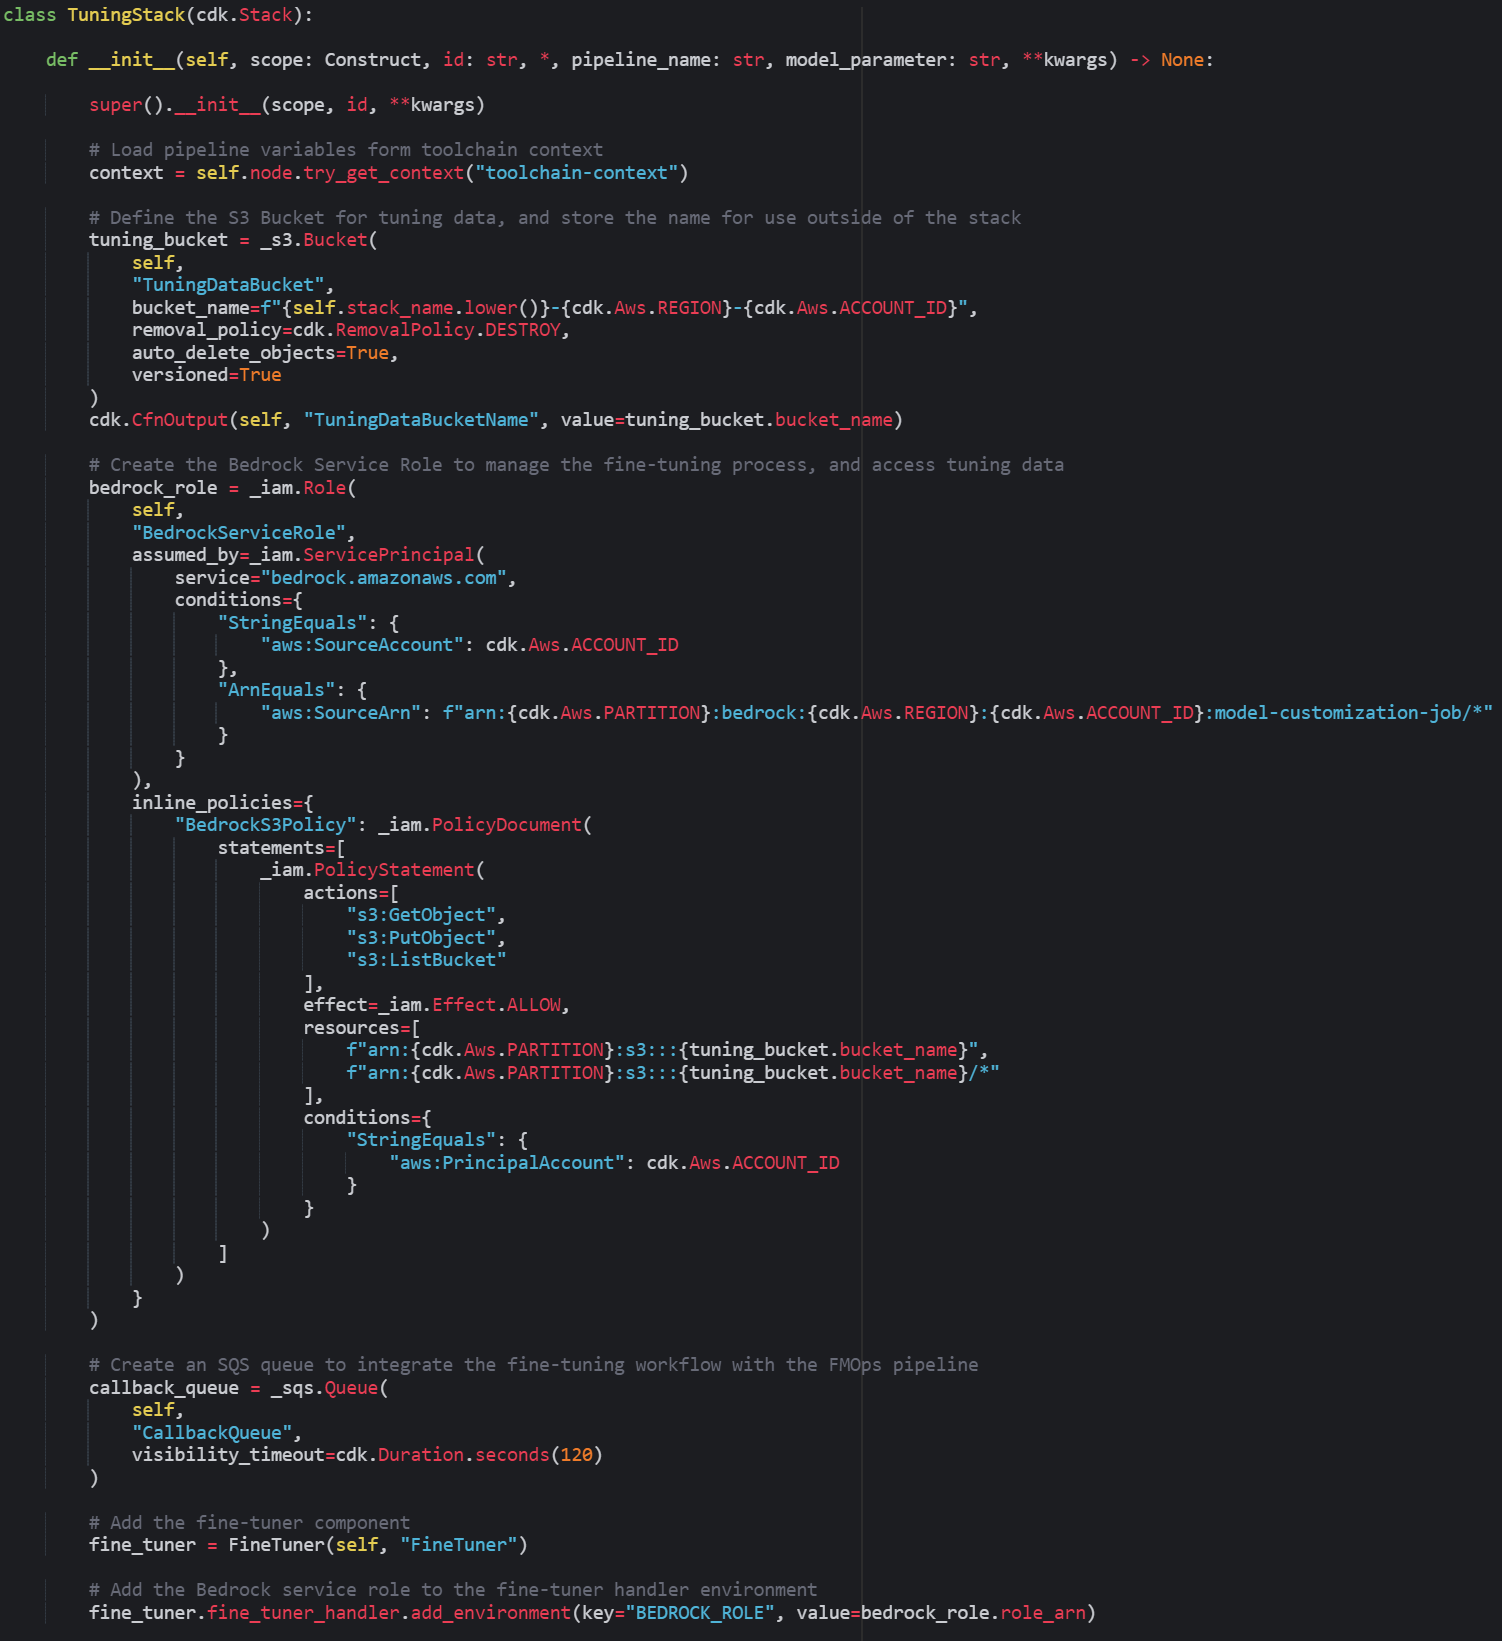 class TuningStack(cdk.Stack):
def __init__(self, scope: Construct, id: str, *, pipeline_name: str, model_parameter: str, **kwargs) -> None:
super().__init__(scope, id, **kwargs)
# Load pipeline variables form toolchain context
context = self.node.try_get_context("toolchain-context")
# Define the S3 Bucket for tuning data, and store the name for use outside of the stack
tuning_bucket = _s3.Bucket(
self,
"TuningDataBucket",
bucket_name=f"{self.stack_name.lower()}-{cdk.Aws.REGION}-{cdk.Aws.ACCOUNT_ID}",
removal_policy=cdk.RemovalPolicy.DESTROY,
auto_delete_objects=True,
versioned=True
)
cdk.CfnOutput(self, "TuningDataBucketName", value=tuning_bucket.bucket_name)
# Create the Bedrock Service Role to manage the fine-tuning process, and access tuning data
bedrock_role = _iam.Role(
self,
"BedrockServiceRole",
assumed_by=_iam.ServicePrincipal(
service="bedrock.amazonaws.com",
conditions={
"StringEquals": {
"aws:SourceAccount": cdk.Aws.ACCOUNT_ID
},
"ArnEquals": {
"aws:SourceArn": f"arn:{cdk.Aws.PARTITION}:bedrock:{cdk.Aws.REGION}:{cdk.Aws.ACCOUNT_ID}:model-customization-job/*"
}
}
),
inline_policies={
"BedrockS3Policy": _iam.PolicyDocument(
statements=[
_iam.PolicyStatement(
actions=[
"s3:GetObject",
"s3:PutObject",
"s3:ListBucket"
],
effect=_iam.Effect.ALLOW,
resources=[
f"arn:{cdk.Aws.PARTITION}:s3:::{tuning_bucket.bucket_name}",
f"arn:{cdk.Aws.PARTITION}:s3:::{tuning_bucket.bucket_name}/*"
],
conditions={
"StringEquals": {
"aws:PrincipalAccount": cdk.Aws.ACCOUNT_ID
}
}
)
]
)
}
)
# Create an SQS queue to integrate the fine-tuning workflow with the FMOps pipeline
callback_queue = _sqs.Queue(
self,
"CallbackQueue",
visibility_timeout=cdk.Duration.seconds(120)
)
# Add the fine-tuner component
fine_tuner = FineTuner(self, "FineTuner")
# Add the Bedrock service role to the fine-tuner handler environment
fine_tuner.fine_tuner_handler.add_environment(key="BEDROCK_ROLE", value=bedrock_role.role_arn)